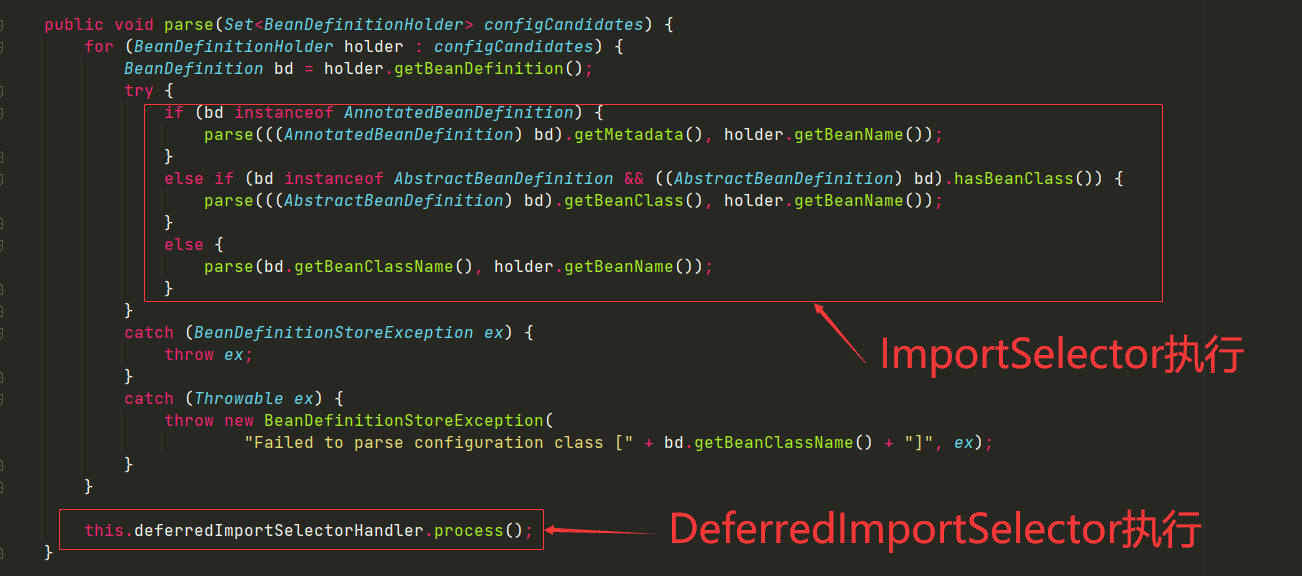 public void parse(Set<BeanDefinitionHolder> configCandidates) {
for (BeanDefinitionHolder holder : configCandidates) {
BeanDefinition bd = holder.getBeanDefinition();
try {
if (bd instanceof AnnotatedBeanDefinition) {
parse(((AnnotatedBeanDefinition) bd).getMetadata(), holder.getBeanName());
}
else if (bd instanceof AbstractBeanDefinition && ((AbstractBeanDefinition) bd).hasBeanClass()) {
parse(((AbstractBeanDefinition) bd).getBeanClass(), holder.getBeanName());
}
else {
parse(bd.getBeanClassName(), holder.getBeanName());
}
}
catch (BeanDefinitionStoreException ex) {
throw ex;
}
catch (Throwable ex) {
throw new BeanDefinitionStoreException(
"Failed to parse configuration class [" + bd.getBeanClassName() + "]", ex);
}
}
this.deferredImportSelectorHandler.process();
}
ImportSelector执行
DeferredImportSelector执行